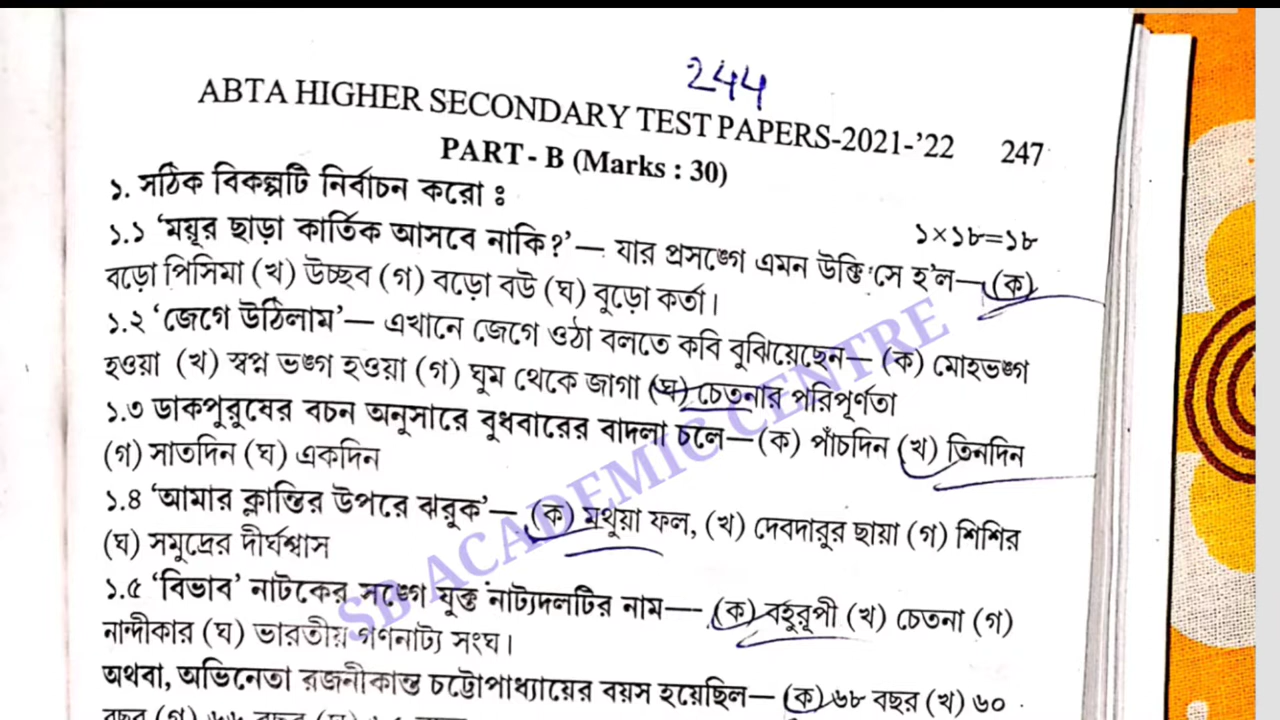 244
ABTA HIGHER SECONDARY TEST PAPERS-2021-'22 247
PART - B (Marks : 30)
১. সঠিক বিকল্পটি নির্বাচন করো ঃ
১×১৮=১৮
১.১ ‘ময়ূর ছাড়া কার্তিক আসবে নাকি?’— যার প্রসঙ্গে এমন উক্তি সে হ’ল—(ক)
বড়ো পিসিমা (খ) উচ্ছব (গ) বড়ো বউ (ঘ) বুড়ো কর্তা।
১.২ ‘জেগে উঠিলাম’— এখানে জেগে ওঠা বলতে কবি বুঝিয়েছেন— (ক) মোহভঙ্গ
হওয়া (খ) স্বপ্ন ভঙ্গ হওয়া (গ) ঘুম থেকে জাগা (ঘ) চেতনার পরিপূর্ণতা
১.৩ ডাকপুরুষের বচন অনুসারে বুধবারের বাদলা চলে—(ক) পাঁচদিন (খ) তিনদিন
(গ) সাতদিন (ঘ) একদিন
১.৪ ‘আমার ক্লান্তির উপরে ঝরুক’— (ক) মথুয়া ফল, (খ) দেবদারুর ছায়া (গ) শিশির
(ঘ) সমুদ্রের দীর্ঘশ্বাস
১.৫ ‘বিভাব’ নাটকের সঙ্গে যুক্ত নাট্যদলটির নাম— (ক) বহুরূপী (খ) চেতনা (গ)
নান্দীকার (ঘ) ভারতীয় গণনাট্য সংঘ।
অথবা, অভিনেতা রজনীকান্ত চট্টোপাধ্যায়ের বয়স হয়েছিল— (ক) ৬৮ বছর (খ) ৬০
SB ACADEMIC CENTRE